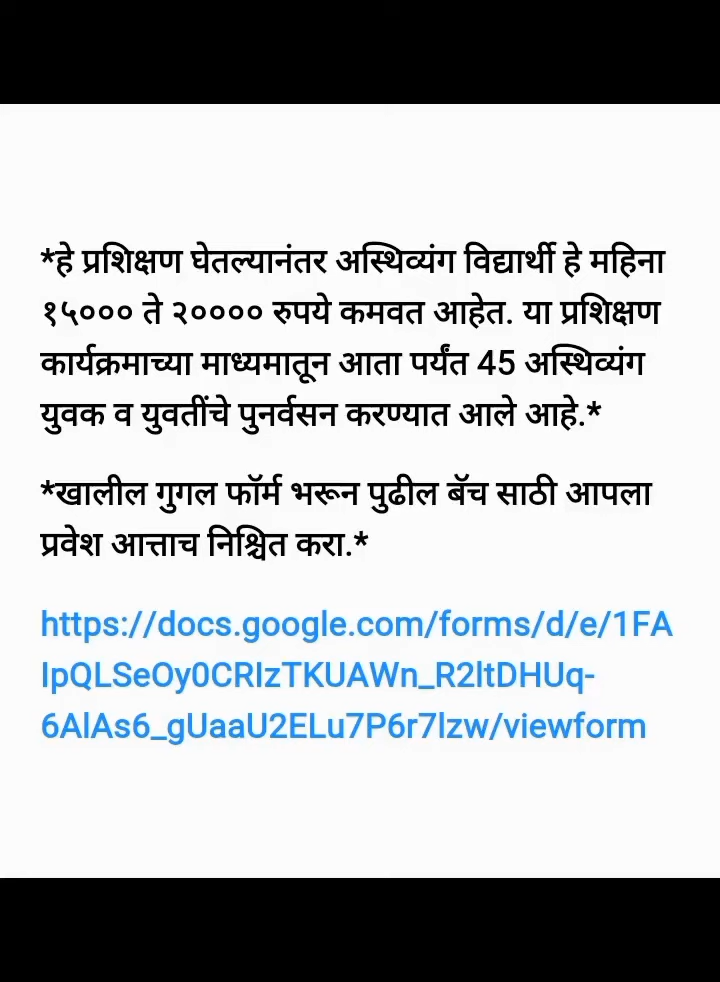 *हे प्रशिक्षण घेतल्यानंतर अस्थिव्यंग विद्यार्थी हे महिना
१५००० ते २०००० रुपये कमवत आहेत. या प्रशिक्षण
कार्यक्रमाच्या माध्यमातून आता पर्यंत 45 अस्थिव्यंग
युवक व युवतींचे पुनर्वसन करण्यात आले आहे.*
*खालील गुगल फॉर्म भरून पुढील बॅच साठी आपला
प्रवेश आत्ताच निश्चित करा.*
https://docs.google.com/forms/d/e/1FA
IpQLSeOy0CRIzTKUAWn_R2ltDHUq-
6AlAs6_gUaaU2ELu7P6r7lzw/viewform